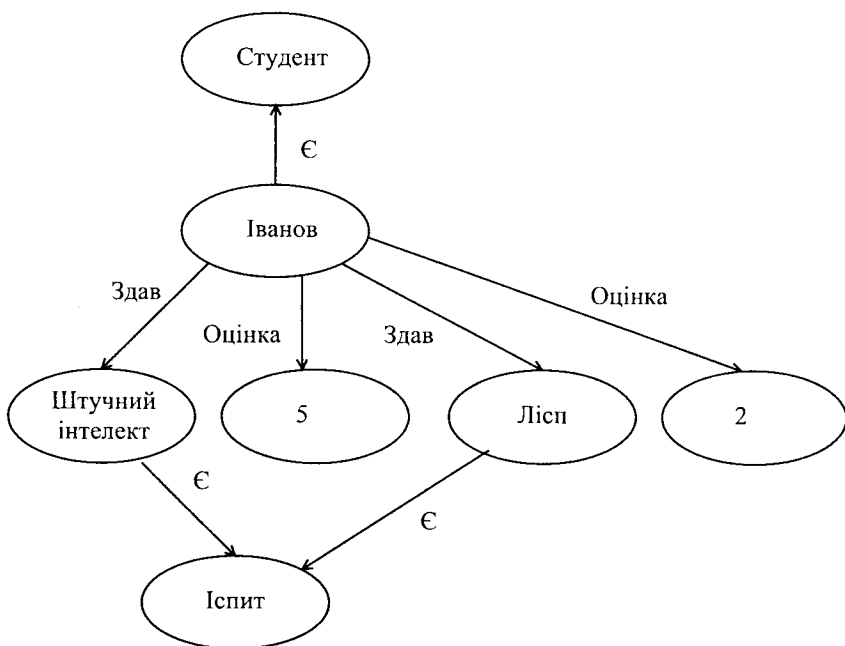 Студент
Є
Іванов
Здав
Оцінка
Здав
Оцінка
Штучний
інтелект
5
Лісп
2
Є
Є
Іспит